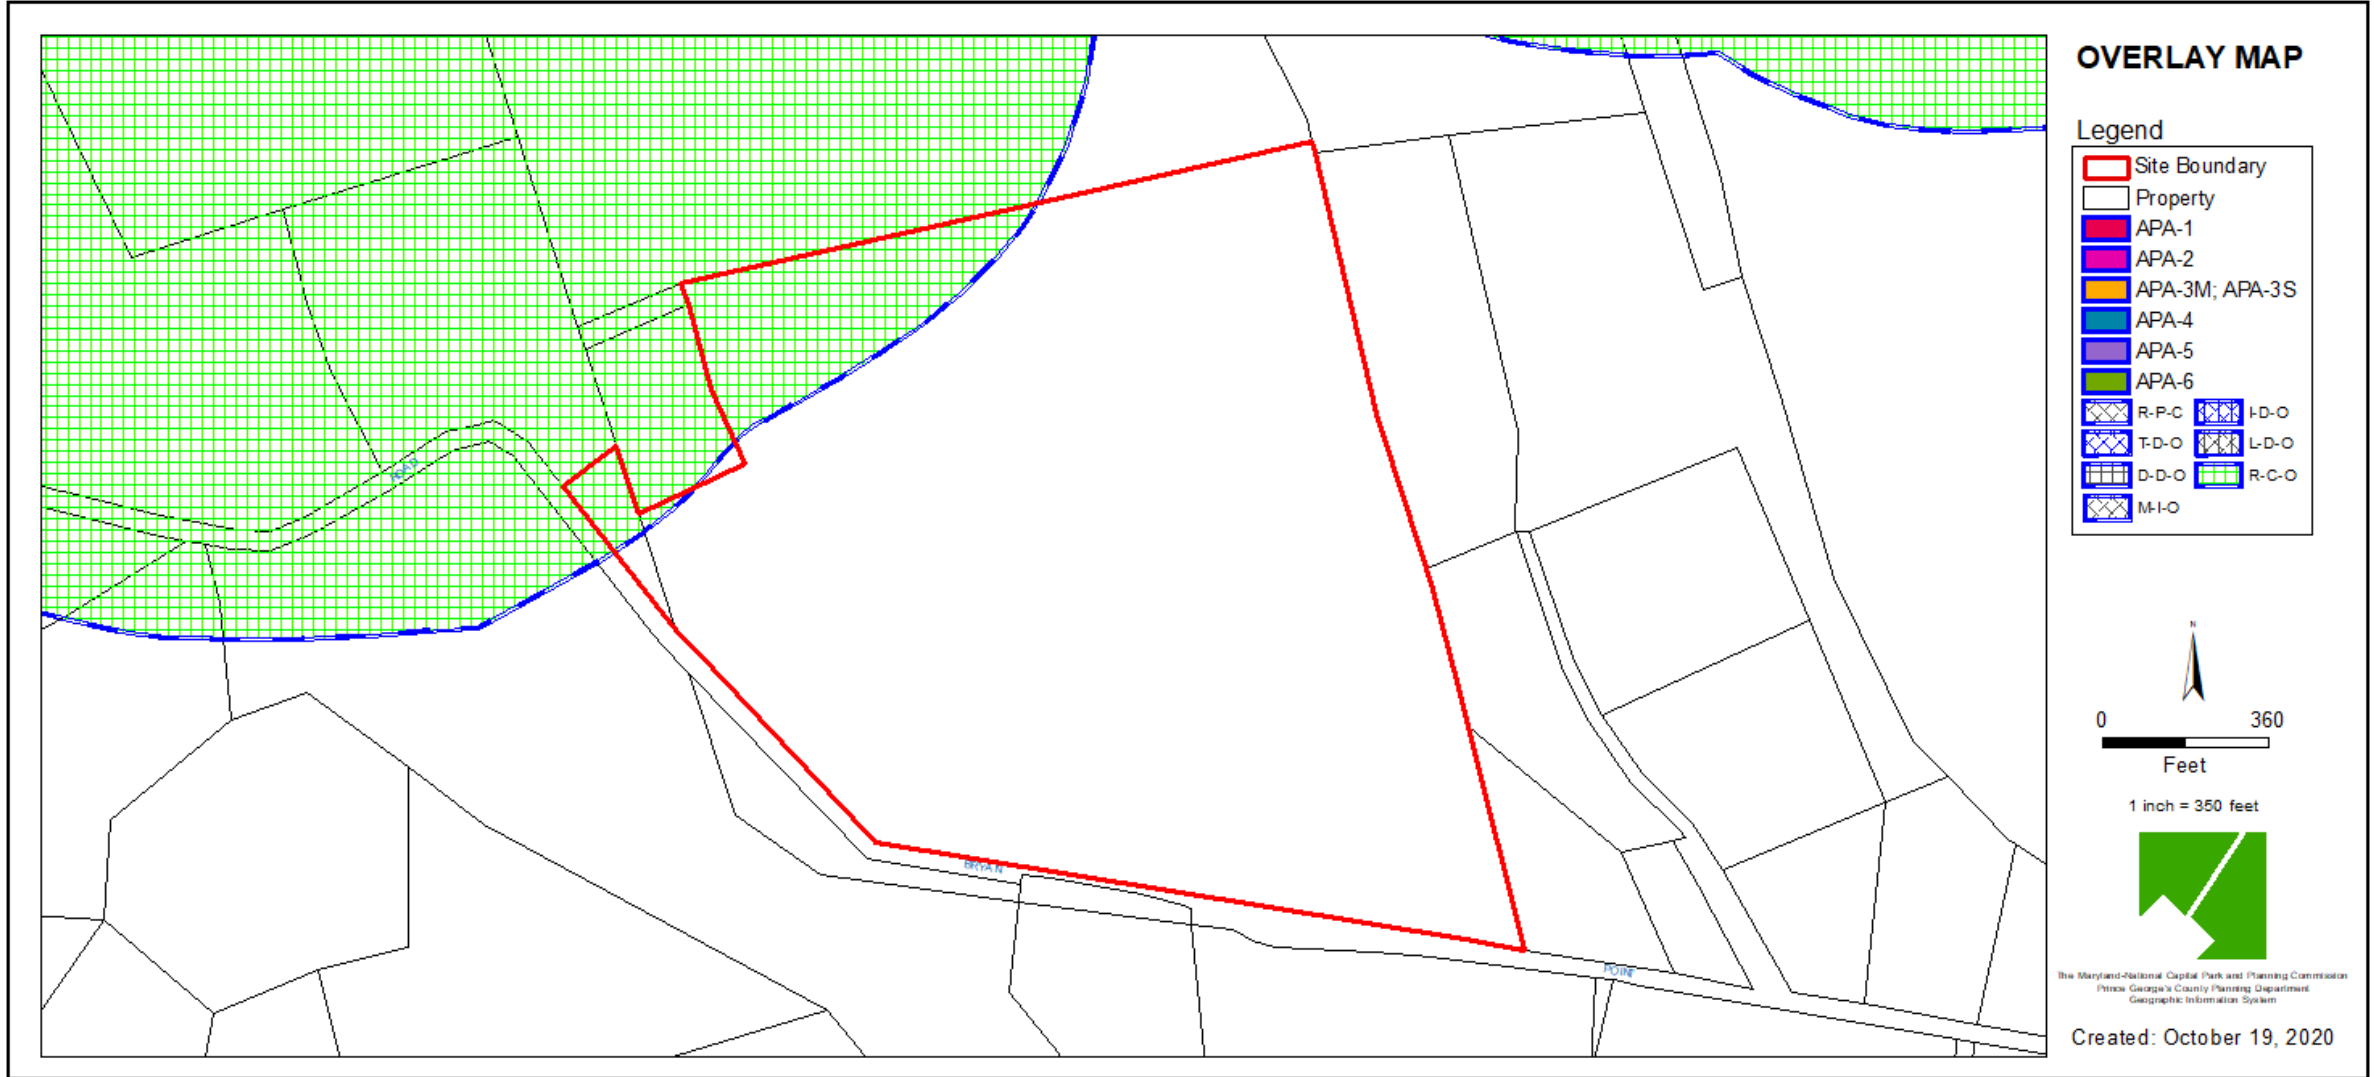 OVERLAY MAP
Legend
Site Boundary
Property
APA-1
APA-2
APA-3M; APA-3S
APA-4
APA-5
APA-6
R-P-C
I-D-O
T-D-O
L-D-O
D-D-O
R-C-O
M-I-O
N
0 360
Feet
1 inch = 350 feet
The Maryland-National Capital Park and Planning Commission
Prince George's County Planning Department
Geographic Information System
Created: October 19, 2020
ROAD
BRYAN
POINT